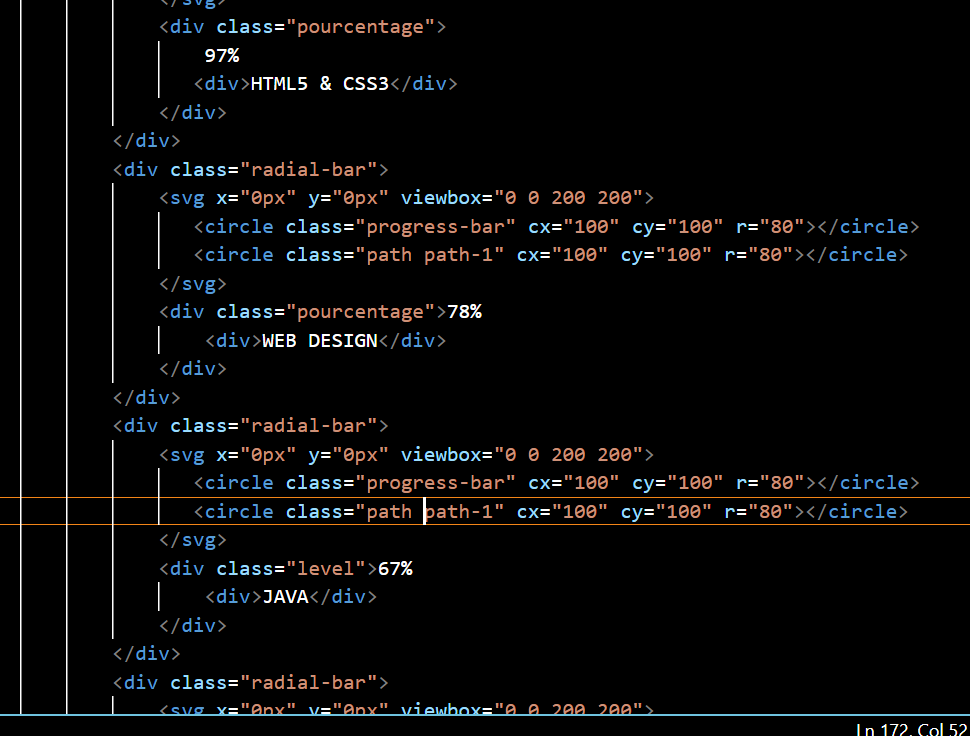 </svg>
<div class="pourcentage">
97%
<div>HTML5 & CSS3</div>
</div>
</div>
<div class="radial-bar">
<svg x="0px" y="0px" viewbox="0 0 200 200">
<circle class="progress-bar" cx="100" cy="100" r="80"></circle>
<circle class="path path-1" cx="100" cy="100" r="80"></circle>
</svg>
<div class="pourcentage">78%
<div>WEB DESIGN</div>
</div>
</div>
<div class="radial-bar">
<svg x="0px" y="0px" viewbox="0 0 200 200">
<circle class="progress-bar" cx="100" cy="100" r="80"></circle>
<circle class="path path-1" cx="100" cy="100" r="80"></circle>
</svg>
<div class="level">67%
<div>JAVA</div>
</div>
</div>
<div class="radial-bar">
<svg x="0px" y="0px" viewbox="0 0 200 200">
Ln 172, Col 52